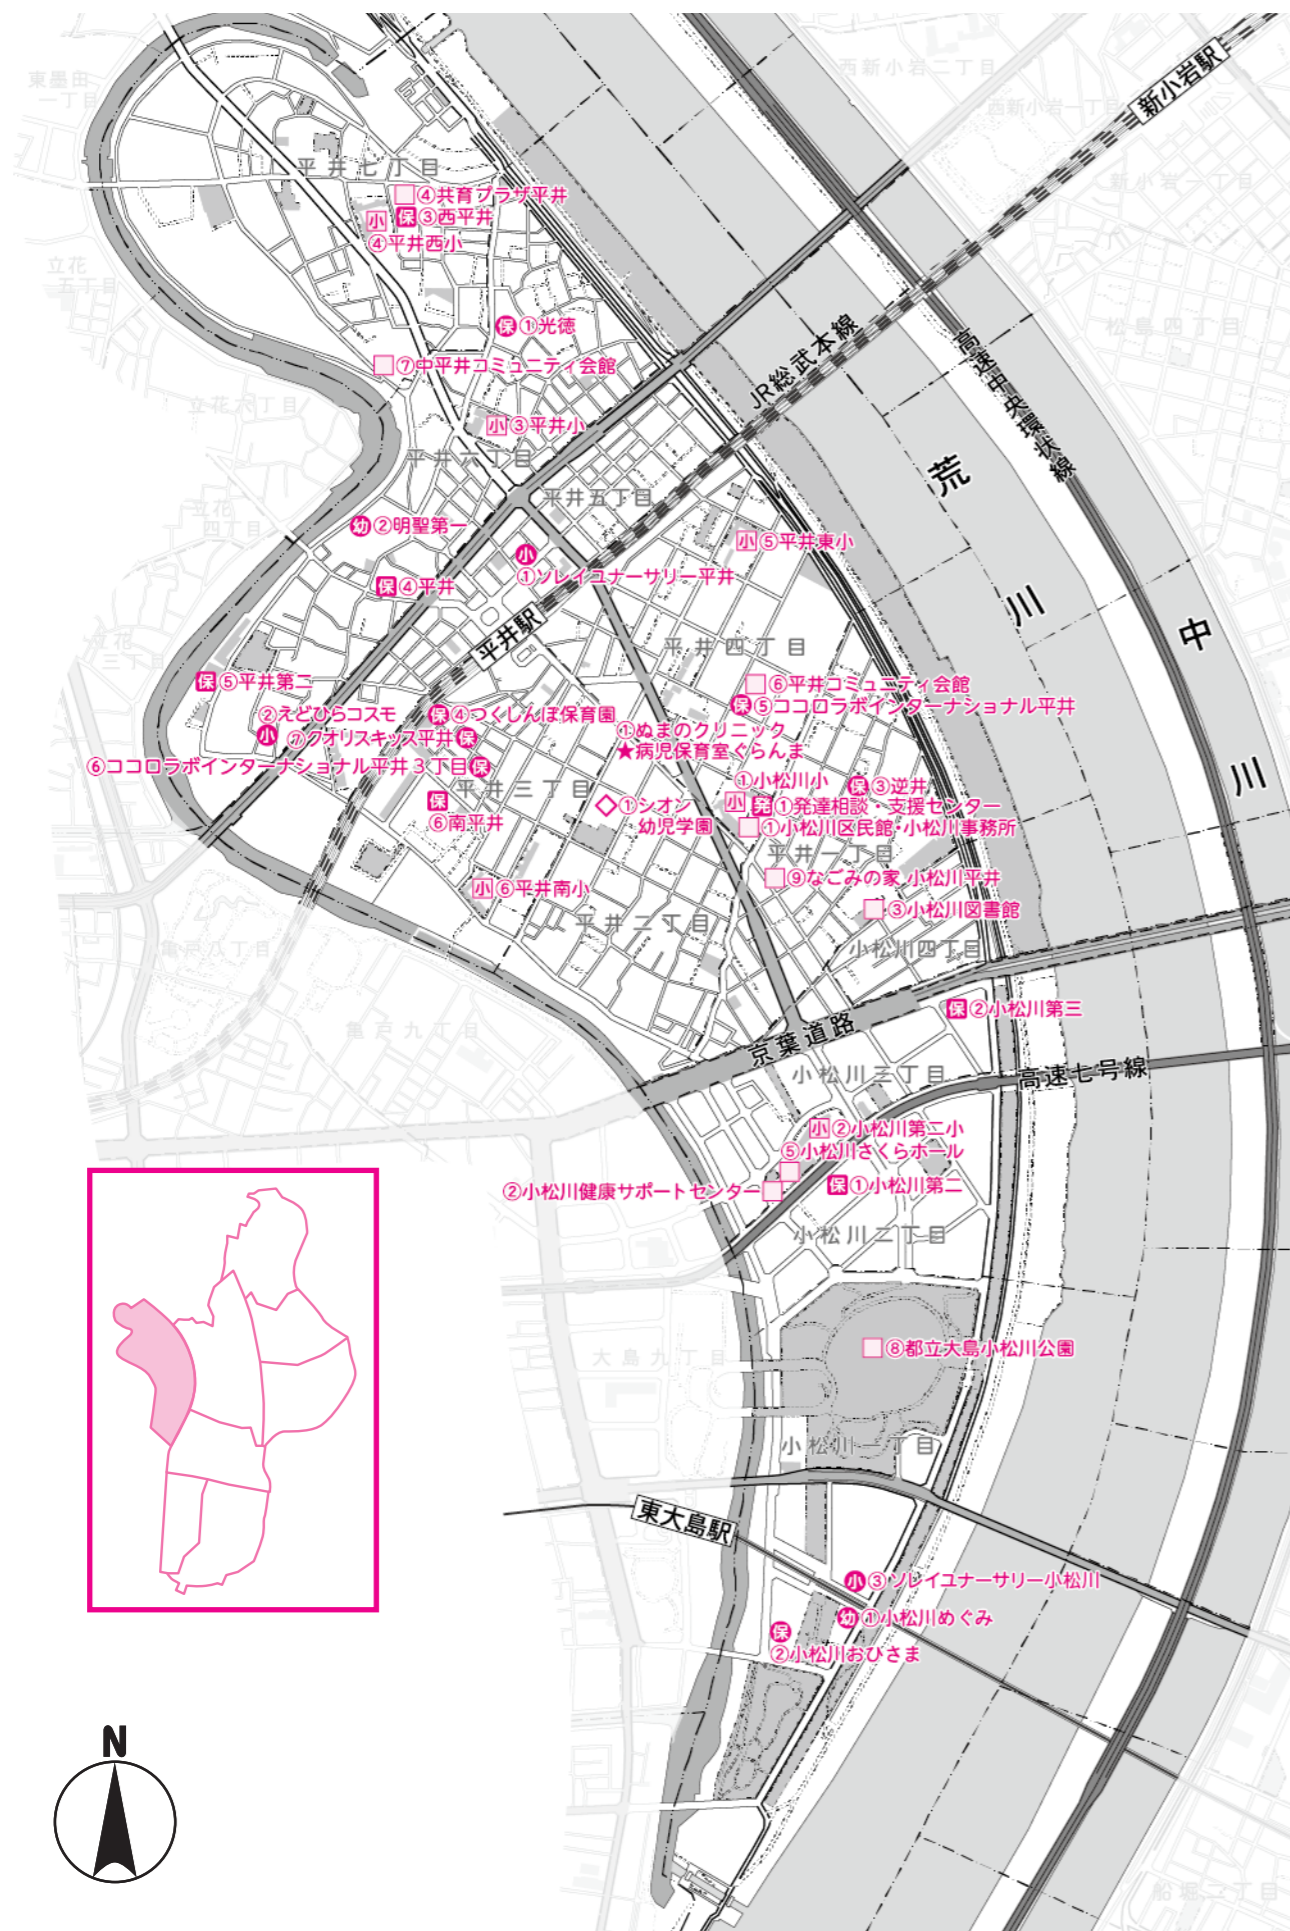 新小岩駅
西新小岩二丁目
東墨田
一丁目
西新小岩一丁目
平井七丁目
新小岩一丁目
④共育プラザ平井
小
保③西平井
④平井西小
立花
五丁目
松島四丁目
保①光徳
JR総武本線
高速中央環状線
⑦中平井コミュニティ会館
立花六丁目
小③平井小
平井六丁目
荒川
平井五丁目
立花
四丁目
幼②明聖第一
小⑤平井東小
小
①ソレイユナーサリー平井
保④平井
中川
平井駅
立花
三丁目
平井四丁目
保⑤平井第二
⑥平井コミュニティ会館
保⑤ココロラボインターナショナル平井
②えどひらコスモ
小
保④つくしんぼ保育園
①ぬまのクリニック
★病児保育室ぐらんま
⑦クオリスキッズ平井保
⑥ココロラボインターナショナル平井3丁目保
①小松川小
小
保③逆井
平井三丁目
保
⑥南平井
①シオン
幼児学園
発①発達相談・支援センター
①小松川区民館・小松川事務所
平井一丁目
⑨なごみの家 小松川平井
小⑥平井南小
③小松川図書館
平井二丁目
小松川四丁目
亀戸八丁目
保②小松川第三
亀戸九丁目
京葉道路
小松川三丁目
高速七号線
小②小松川第二小
⑤小松川さくらホール
②小松川健康サポートセンター
保①小松川第二
小松川二丁目
⑧都立大島小松川公園
大島九丁目
小松川一丁目
東大島駅
小③ソレイユナーサリー小松川
幼①小松川めぐみ
保
②小松川おひさま
N
船堀二丁目